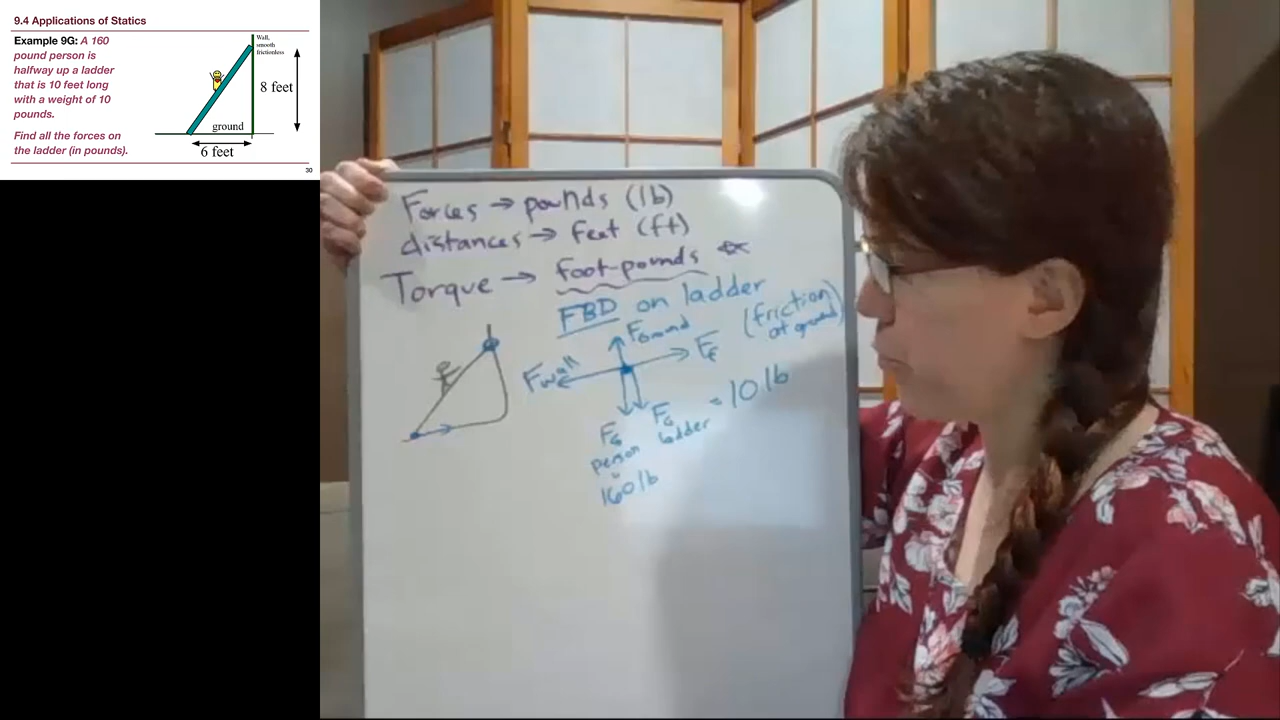 9.4 Applications of Statics
Example 9G: A 160
pound person is
halfway up a ladder
that is 10 feet long
with a weight of 10
pounds.
Find all the forces on
the ladder (in pounds).
Wall,
smooth
frictionless
8 feet
ground
6 feet
30
Forces → pounds (lb)
distances → feet (ft)
Torque → foot-pounds
FBD on ladder
(friction
at ground)
FGround
Ff
Fwall
FG
person
=
160 lb
FG
ladder
= 10 lb